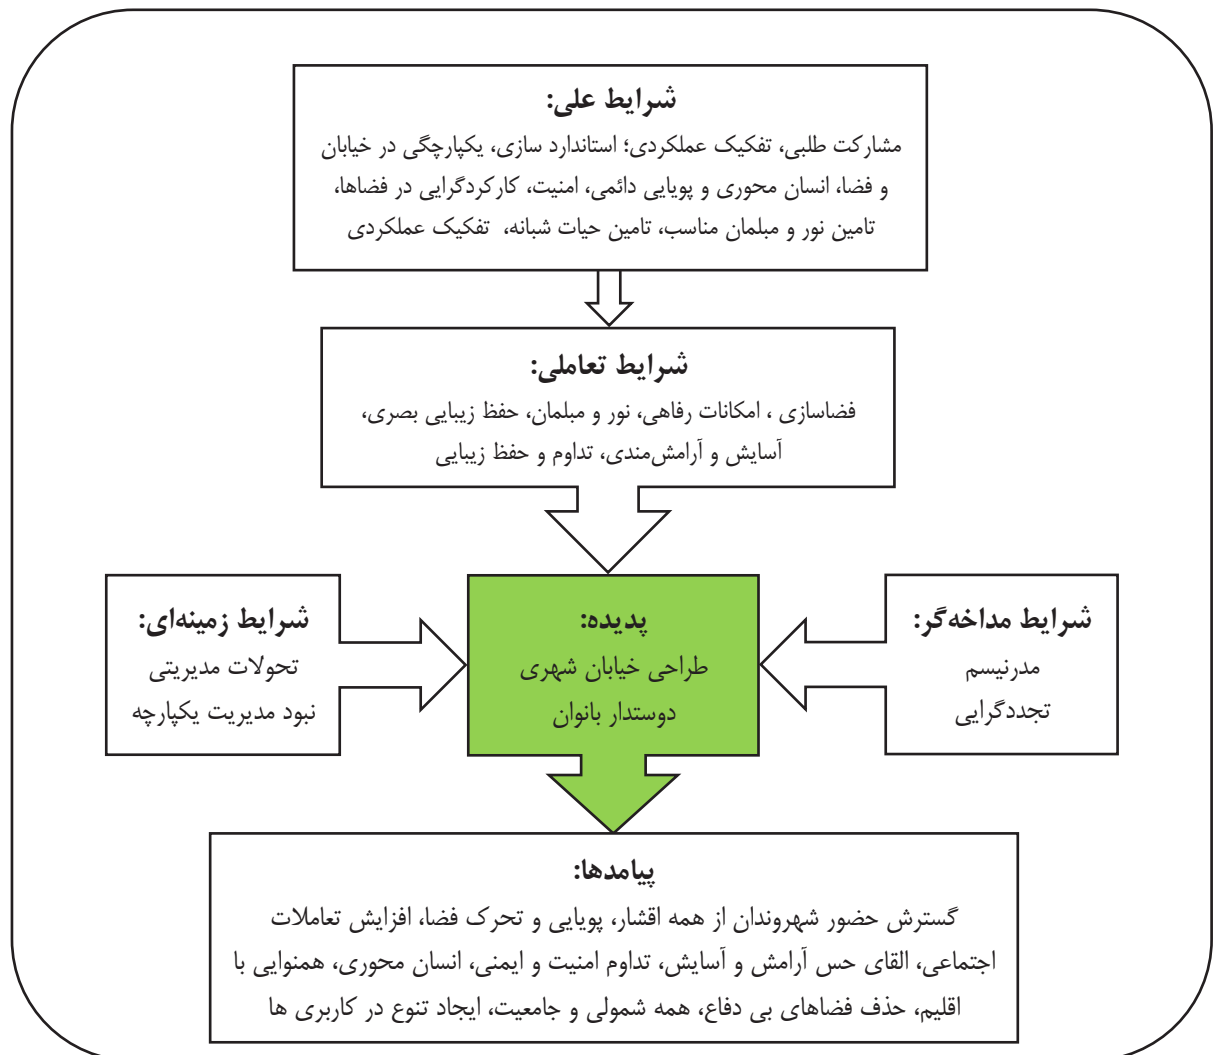 شرایط علی:
مشارکت طلبی، تفکیک عملکردی؛ استاندارد سازی، یکپارچگی در خیابان
و فضا، انسان محوری و پویایی دائمی، امنیت، کارکردگرایی در فضاها،
تامین نور و مبلمان مناسب، تامین حیات شبانه، تفکیک عملکردی
شرایط تعاملی:
فضاسازی ، امکانات رفاهی، نور و مبلمان، حفظ زیبایی بصری،
آسایش و آرامش‌مندی، تداوم و حفظ زیبایی
شرایط مداخه‌گر:
مدرنیسم
تجددگرایی
پدیده:
طراحی خیابان شهری
دوستدار بانوان
شرایط زمینه‌ای:
تحولات مدیریتی
نبود مدیریت یکپارچه
پیامدها:
گسترش حضور شهروندان از همه اقشار، پویایی و تحرک فضا، افزایش تعاملات
اجتماعی، القای حس آرامش و آسایش، تداوم امنیت و ایمنی، انسان محوری، همنوایی با
اقلیم، حذف فضاهای بی دفاع، همه شمولی و جامعیت، ایجاد تنوع در کاربری ها